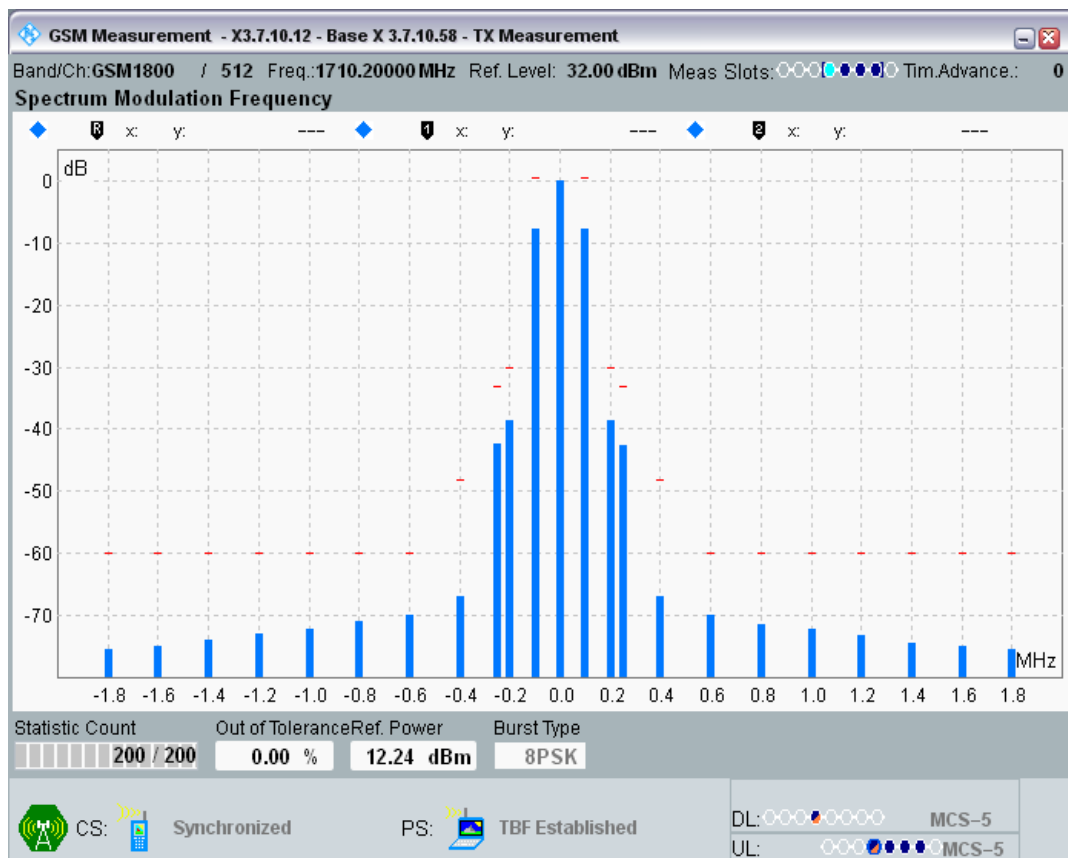 GSM Measurement - X3.7.10.12 - Base X 3.7.10.58 - TX Measurement
Band/Ch:GSM1800 / 512 Freq.:1710.20000 MHz Ref. Level: 32.00 dBm Meas Slots: Tim.Advance.: 0
Spectrum Modulation Frequency
R x: y: --- 1 x: y: --- 2 x: y: ---
dB
0
-10
-20
-30
-40
-50
-60
-70
MHz
-1.8 -1.6 -1.4 -1.2 -1.0 -0.8 -0.6 -0.4 -0.2 0.0 0.2 0.4 0.6 0.8 1.0 1.2 1.4 1.6 1.8
Statistic Count Out of Tolerance Ref. Power Burst Type
200 / 200 0.00 % 12.24 dBm 8PSK
CS: Synchronized PS: TBF Established
DL: MCS-5
UL: MCS-5